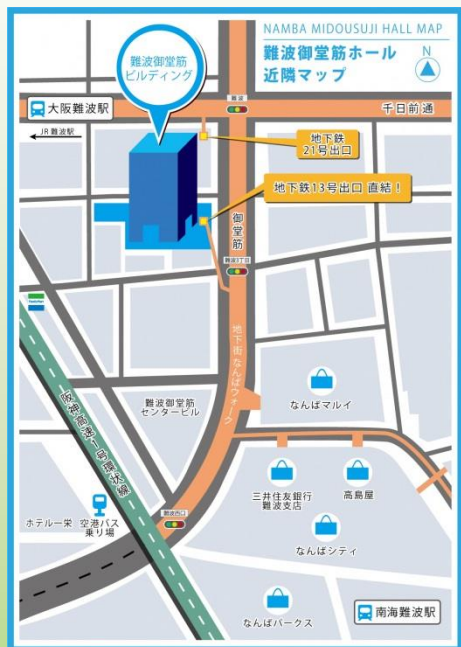 NAMBA MIDOUSUJI HALL MAP
難波御堂筋ホール
近隣マップ
N
難波御堂筋
ビルディング
大阪難波駅
難波
千日前通
JR 難波駅
地下鉄
21号出口
地下鉄13号出口 直結！
御堂筋
難波3丁目
FamilyMart
地下街なんばウォーク
阪神高速1号環状線
難波御堂筋
センタービル
なんばマルイ
三井住友銀行
難波支店
高島屋
ホテル一栄
空港バス
乗り場
難波西口
なんばシティ
なんばパークス
南海難波駅